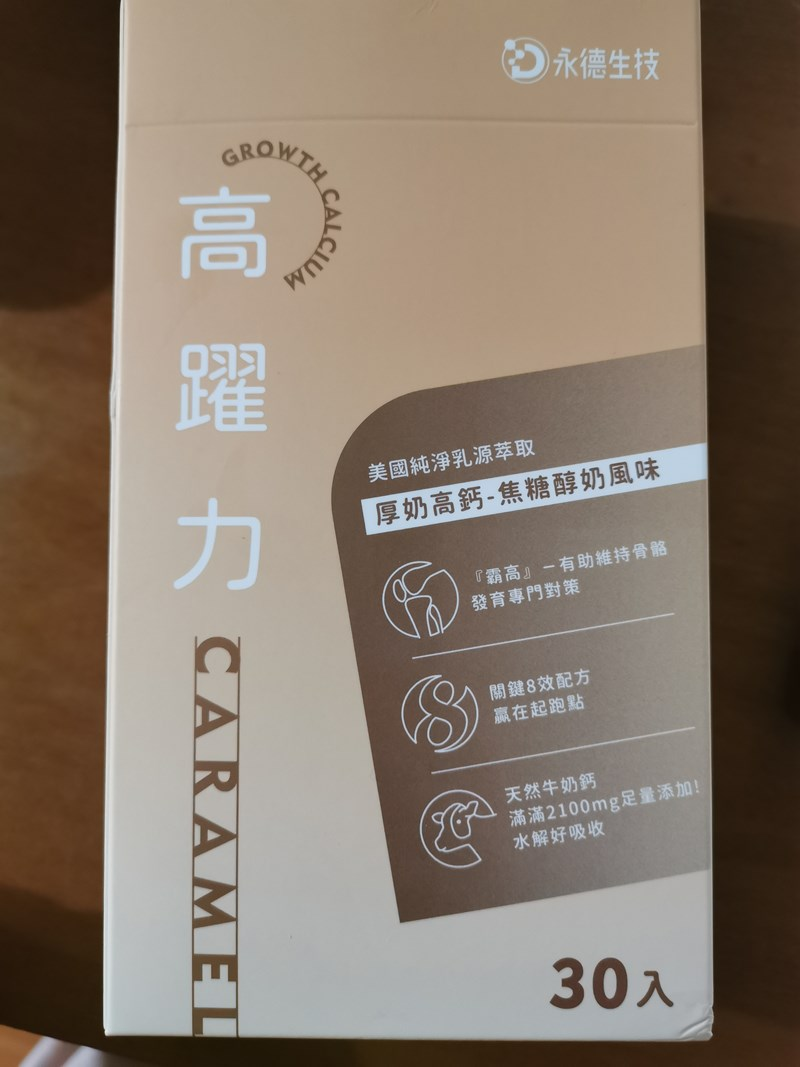 永德生技
GROWTH CALCIUM
高躍力
CARAMEL
美國純淨乳源萃取
厚奶高鈣-焦糖醇奶風味
『霸高』－有助維持骨骼
發育專門對策
關鍵8效配方
贏在起跑點
天然牛奶鈣
滿滿2100mg足量添加!
水解好吸收
30入